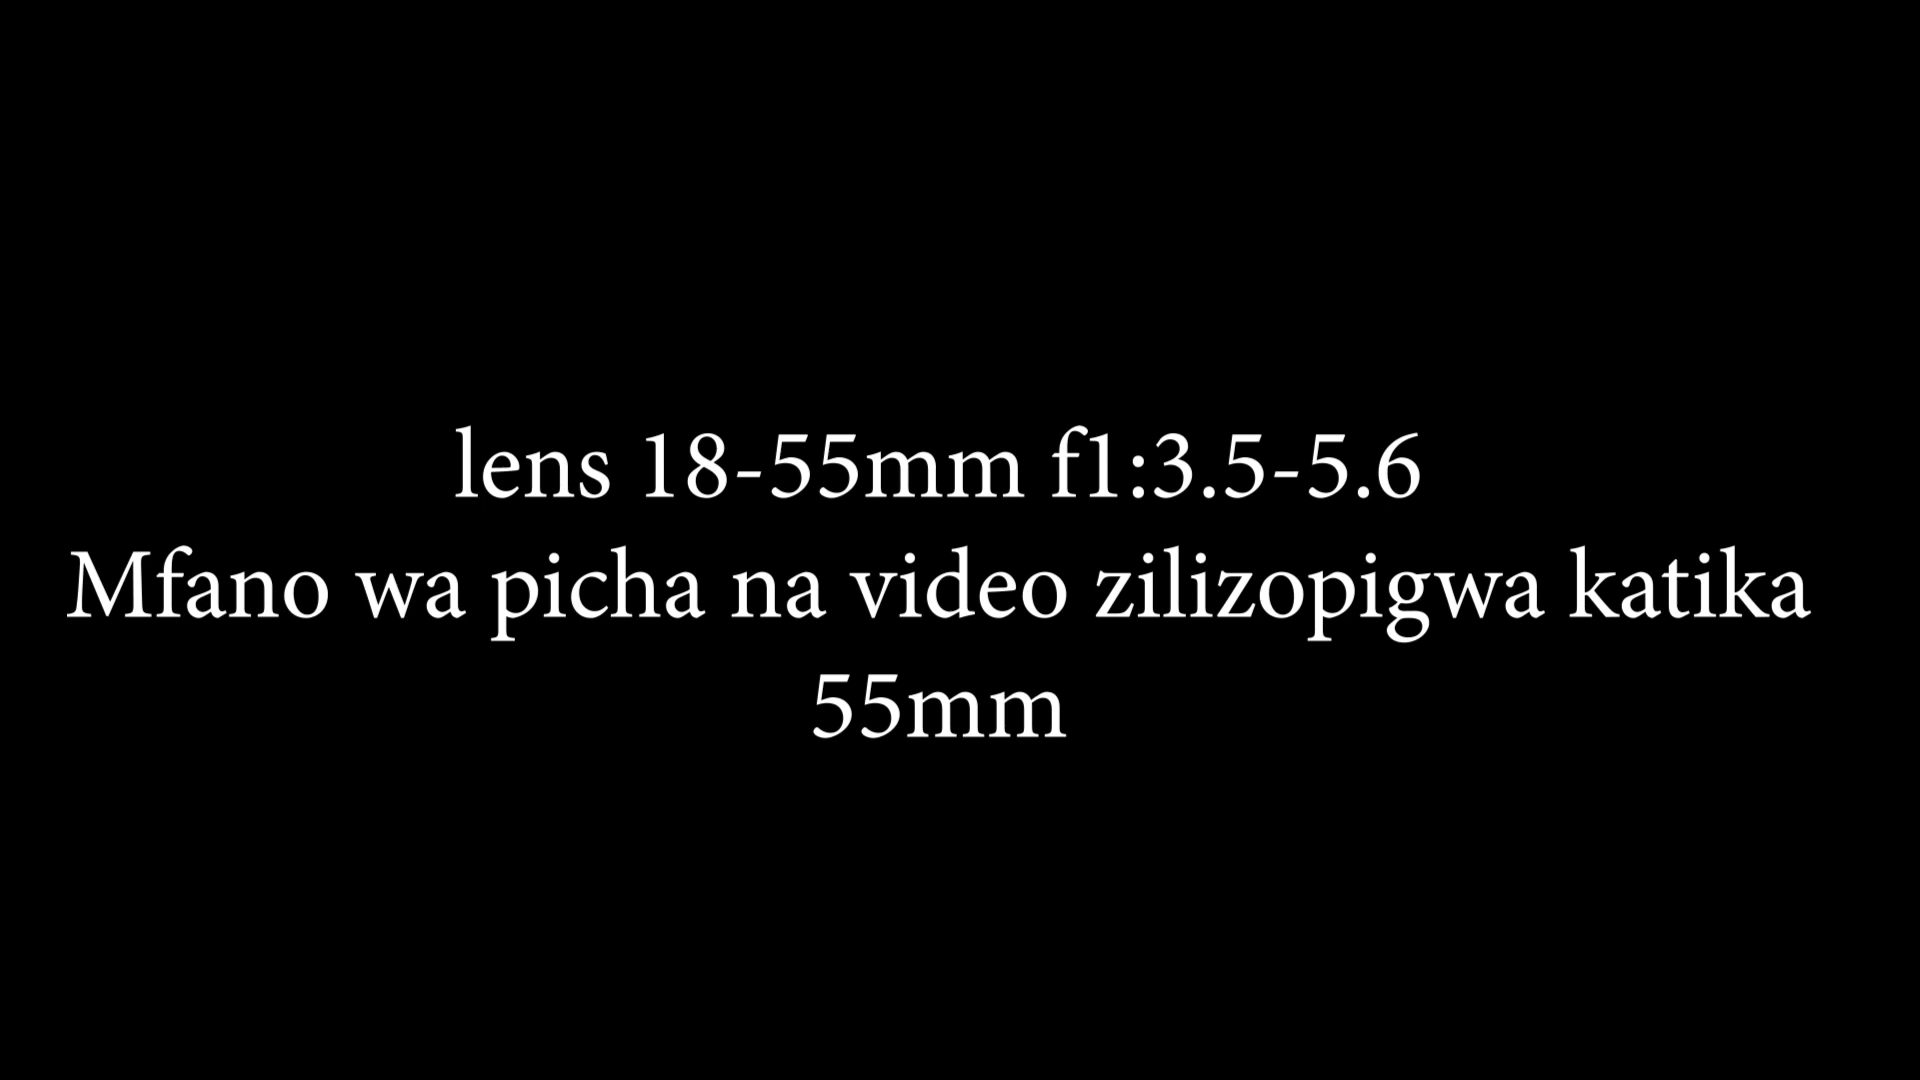 lens 18-55mm f1:3.5-5.6
Mfano wa picha na video zilizopigwa katika
55mm